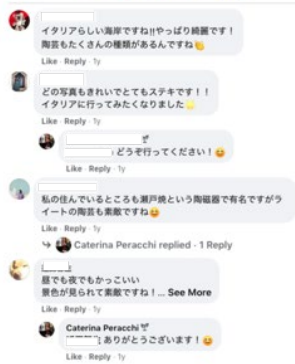 イタリアらしい海岸ですね!!やっぱり綺麗です！
陶芸もたくさんの種類があるんですね👏
Like · Reply · 1y
どの写真もきれいでとてもステキです！！
イタリアに行ってみたくなりました🌟
Like · Reply · 1y
どうぞ行ってください！😊
Like · Reply · 1y
私の住んでいるところも瀬戸焼という陶磁器で有名ですがラ
イートの陶芸も素敵ですね😊
Like · Reply · 1y
Caterina Peracchi replied · 1 Reply
昼でも夜でもかっこいい
景色が見られて素敵ですね！... See More
Like · Reply · 1y
Caterina Peracchi 🍸
ありがとうございます！😊
Like · Reply · 1y